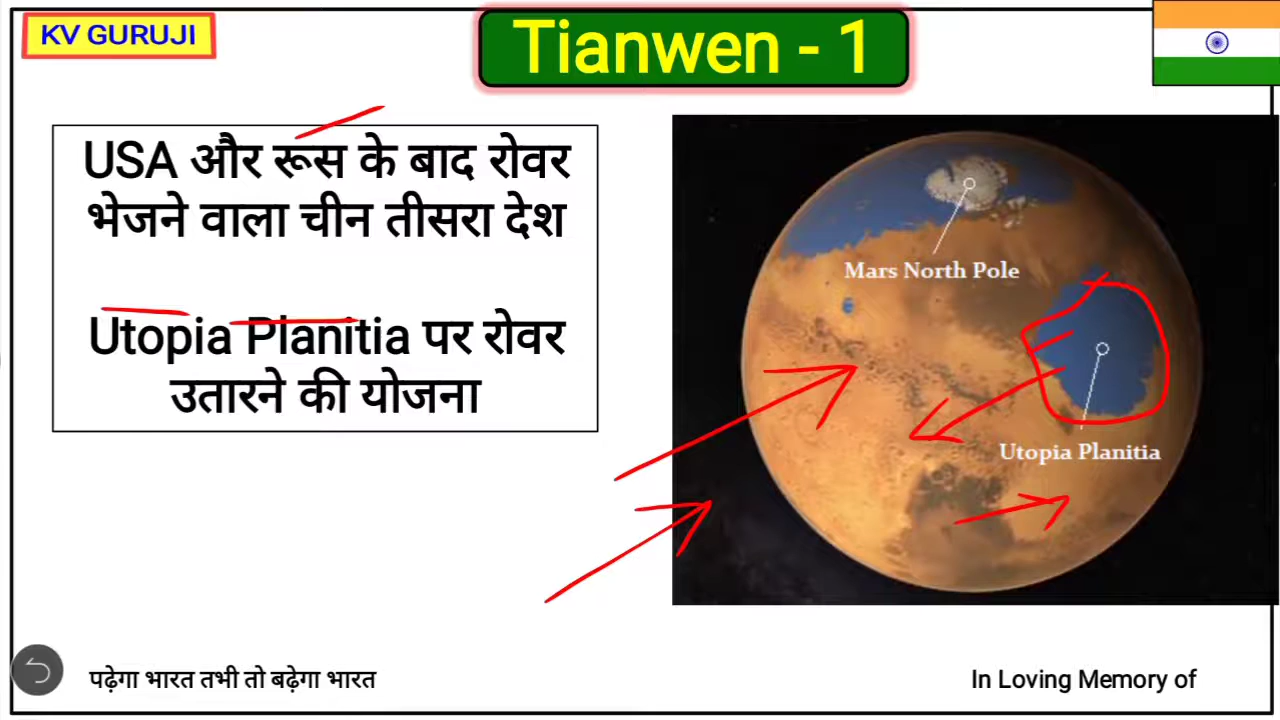 KV GURUJI
Tianwen - 1
USA और रूस के बाद रोवर
भेजने वाला चीन तीसरा देश
Utopia Planitia पर रोवर
उतारने की योजना
Mars North Pole
Utopia Planitia
पढ़ेगा भारत तभी तो बढ़ेगा भारत
In Loving Memory of